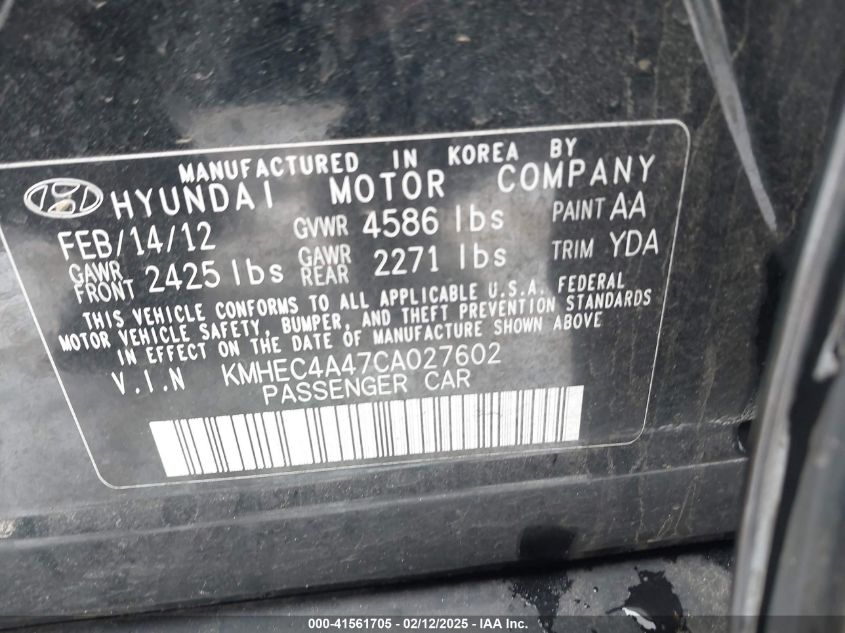 MANUFACTURED IN KOREA BY
HYUNDAI MOTOR COMPANY
FEB/14/12 GVWR 4586 lbs PAINT AA
GAWR FRONT 2425 lbs GAWR REAR 2271 lbs TRIM YDA
THIS VEHICLE CONFORMS TO ALL APPLICABLE U.S.A. FEDERAL
MOTOR VEHICLE SAFETY, BUMPER, AND THEFT PREVENTION STANDARDS
IN EFFECT ON THE DATE OF MANUFACTURE SHOWN ABOVE
V.I.N KMHEC4A47CA027602
PASSENGER CAR
000-41561705 - 02/12/2025 - IAA Inc.